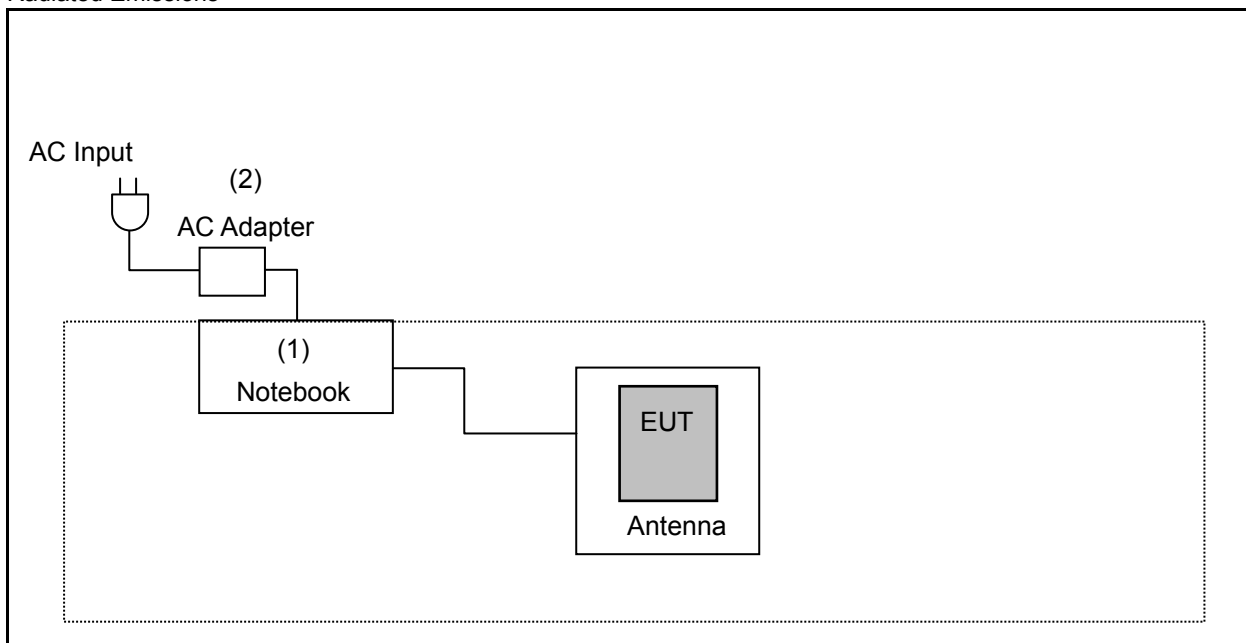 Radiated Emissions
AC Input
(2)
AC Adapter
(1)
Notebook
EUT
Antenna